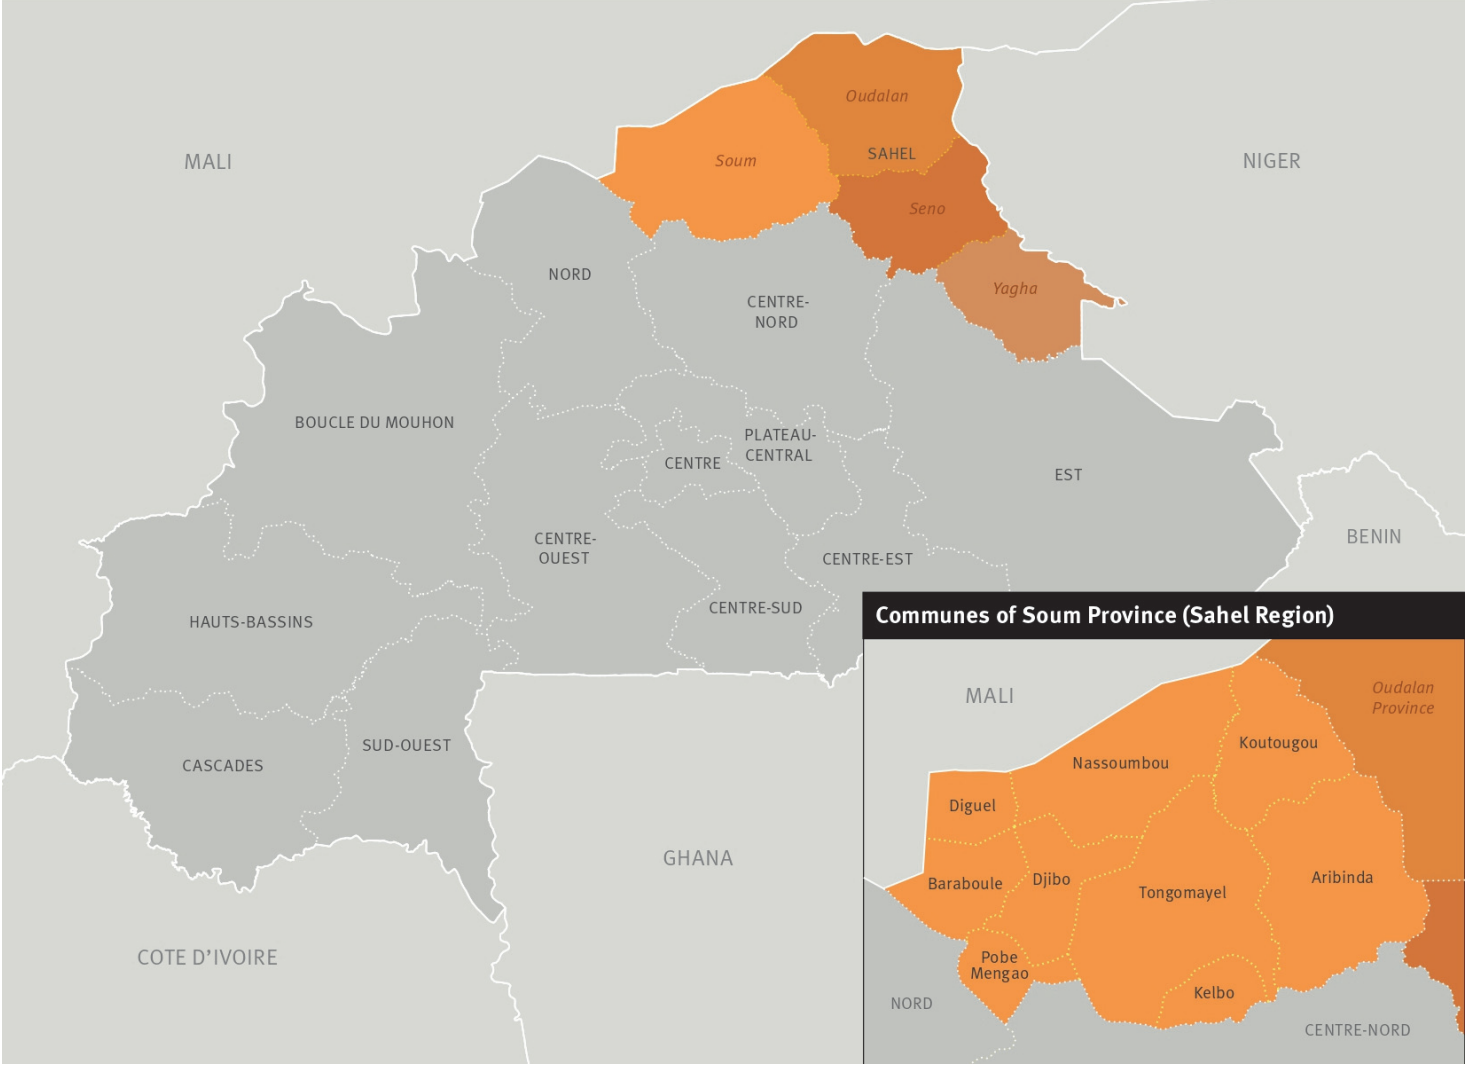 Oudalan
MALI
Soum
SAHEL
NIGER
Seno
NORD
Yagha
CENTRE-
NORD
BOUCLE DU MOUHON
PLATEAU-
CENTRAL
CENTRE
EST
CENTRE-
OUEST
BENIN
CENTRE-EST
CENTRE-SUD
HAUTS-BASSINS
SUD-OUEST
CASCADES
GHANA
COTE D'IVOIRE
Communes of Soum Province (Sahel Region)
MALI
Oudalan
Province
Koutougou
Nassoumbou
Diguel
Baraboule
Djibo
Tongomayel
Aribinda
Pobe
Mengao
Kelbo
NORD
CENTRE-NORD